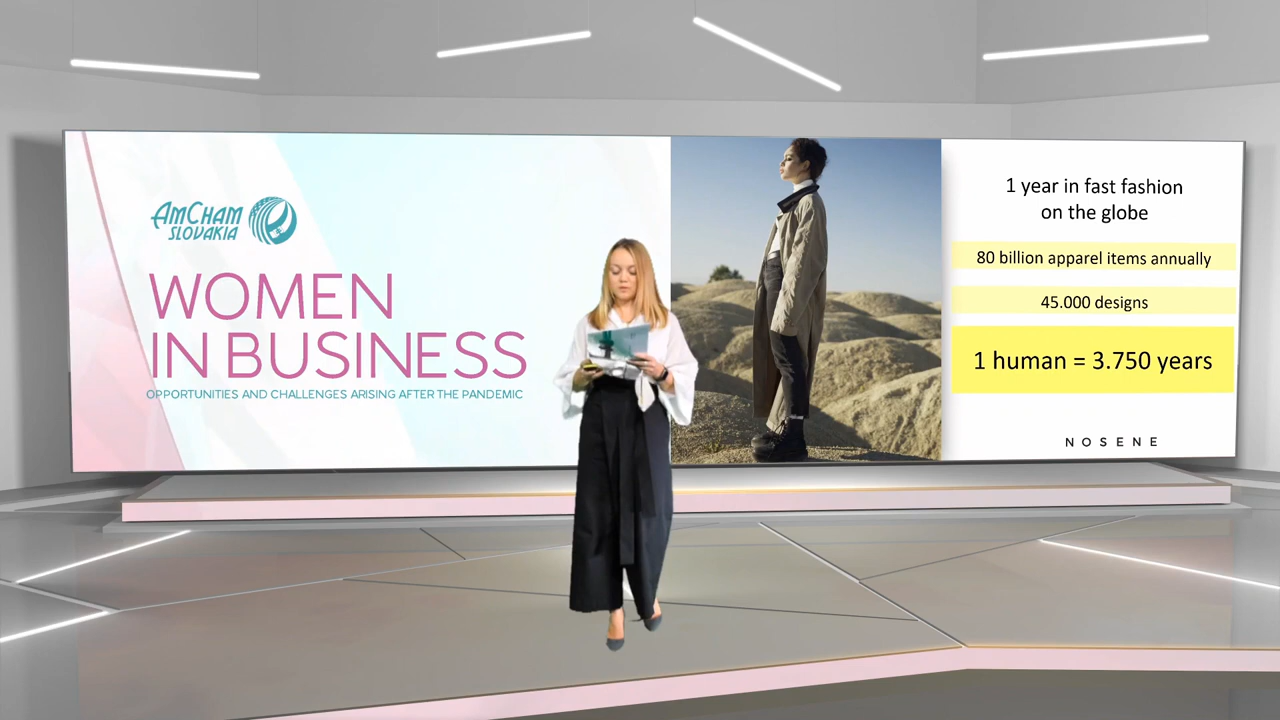 AMCHAM
SLOVAKIA
WOMEN
IN BUSINESS
OPPORTUNITIES AND CHALLENGES ARISING AFTER THE PANDEMIC
1 year in fast fashion
on the globe
80 billion apparel items annually
45.000 designs
1 human = 3.750 years
NOSENE